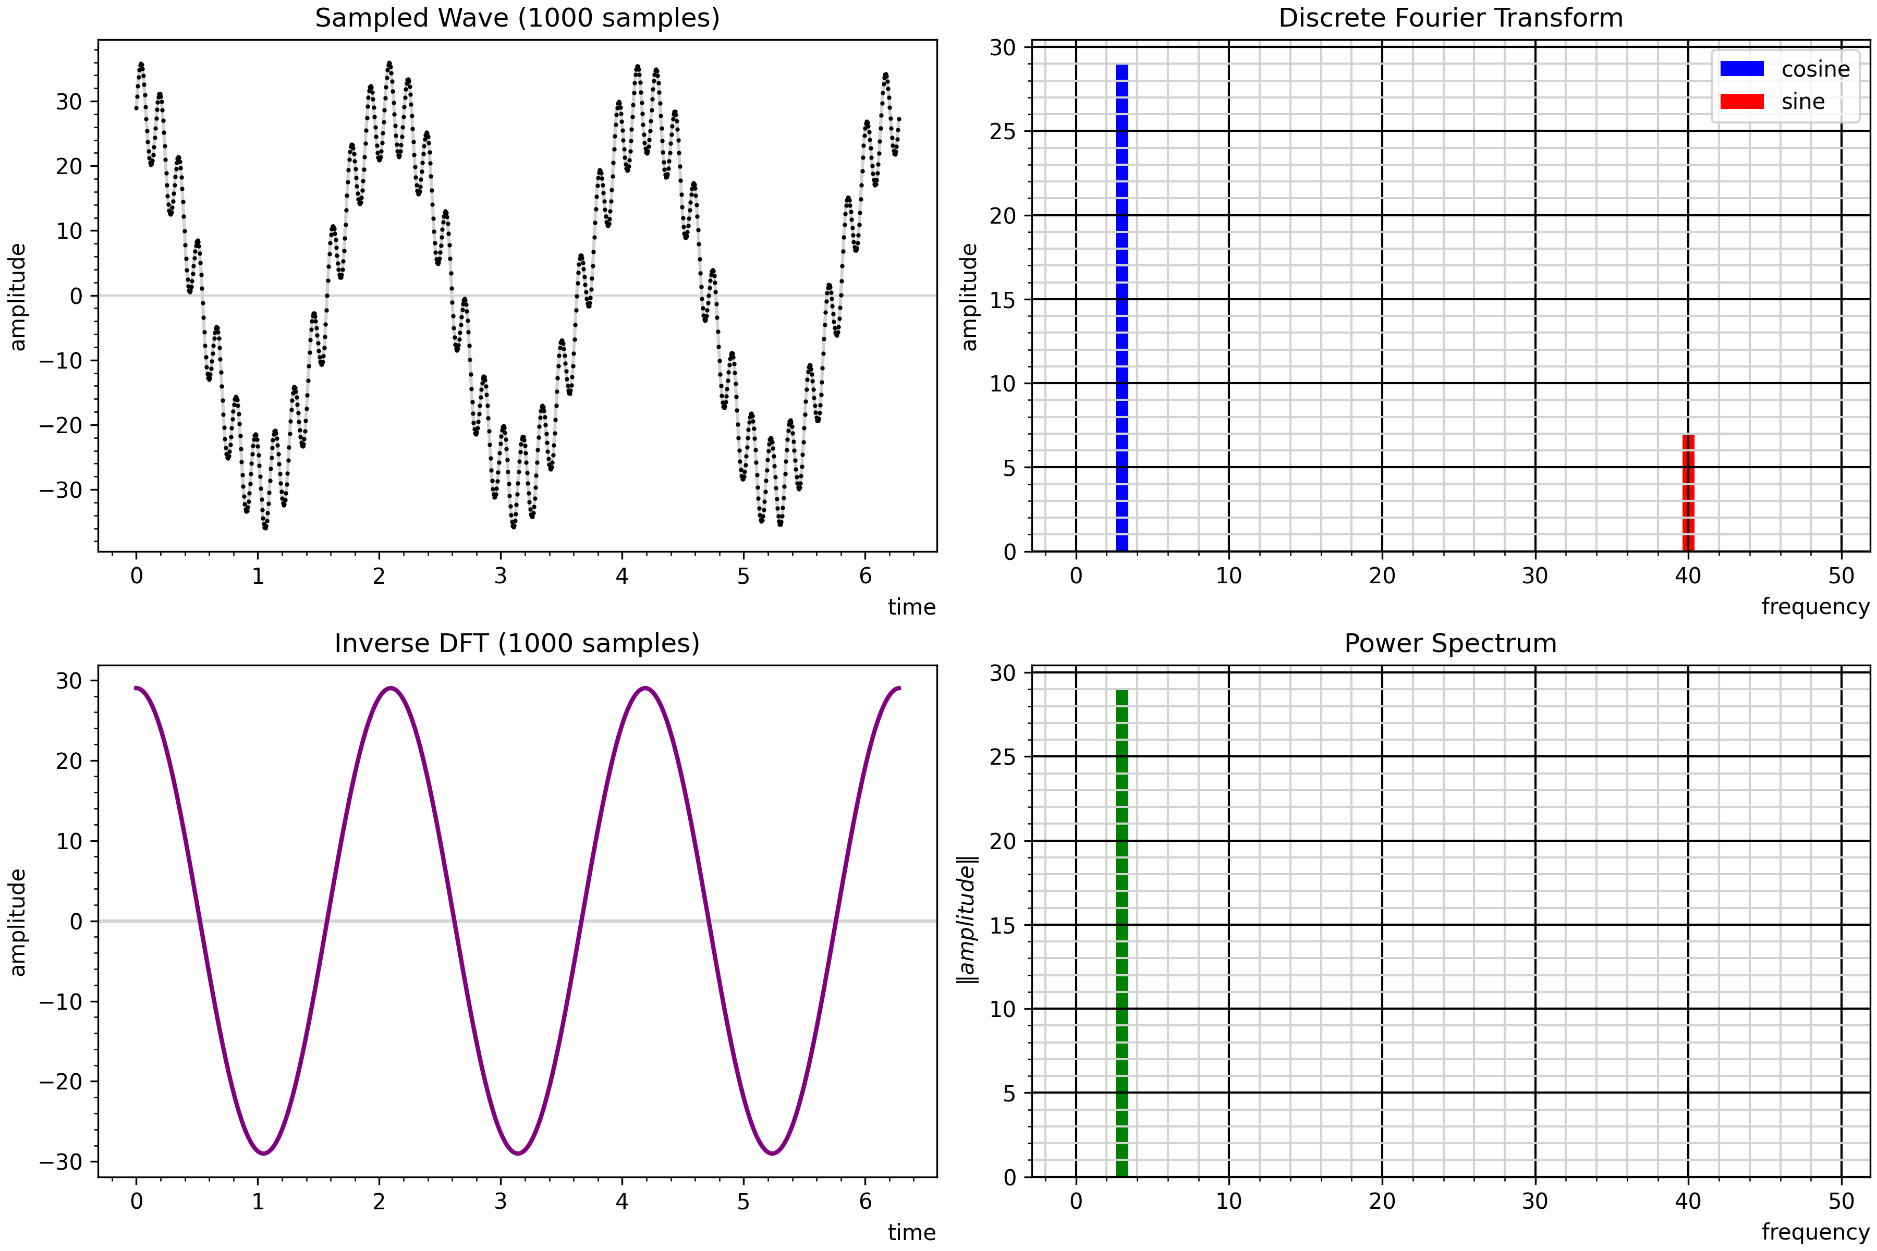 Sampled Wave (1000 samples)
amplitude
30
20
10
0
−10
−20
−30
0 1 2 3 4 5 6
time
Discrete Fourier Transform
cosine
sine
amplitude
30
25
20
15
10
5
0
0 10 20 30 40 50
frequency
Inverse DFT (1000 samples)
amplitude
30
20
10
0
−10
−20
−30
0 1 2 3 4 5 6
time
Power Spectrum
‖amplitude‖
30
25
20
15
10
5
0
0 10 20 30 40 50
frequency